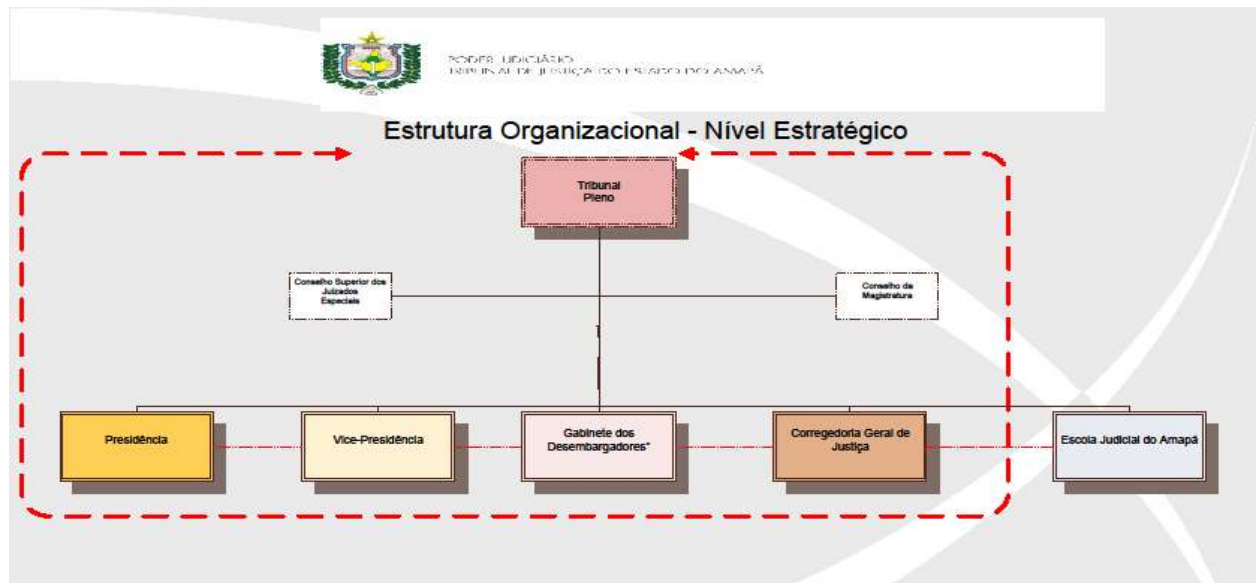 PODER JUDICIÁRIO
TRIBUNAL DE JUSTIÇA DO ESTADO DO AMAPÁ
Estrutura Organizacional - Nível Estratégico
Tribunal
Pleno
Conselho Superior dos
Juizados
Especiais
Conselho da
Magistratura
Presidência
Vice-Presidência
Gabinete dos
Desembargadores*
Corregedoria Geral de
Justiça
Escola Judicial do Amapá